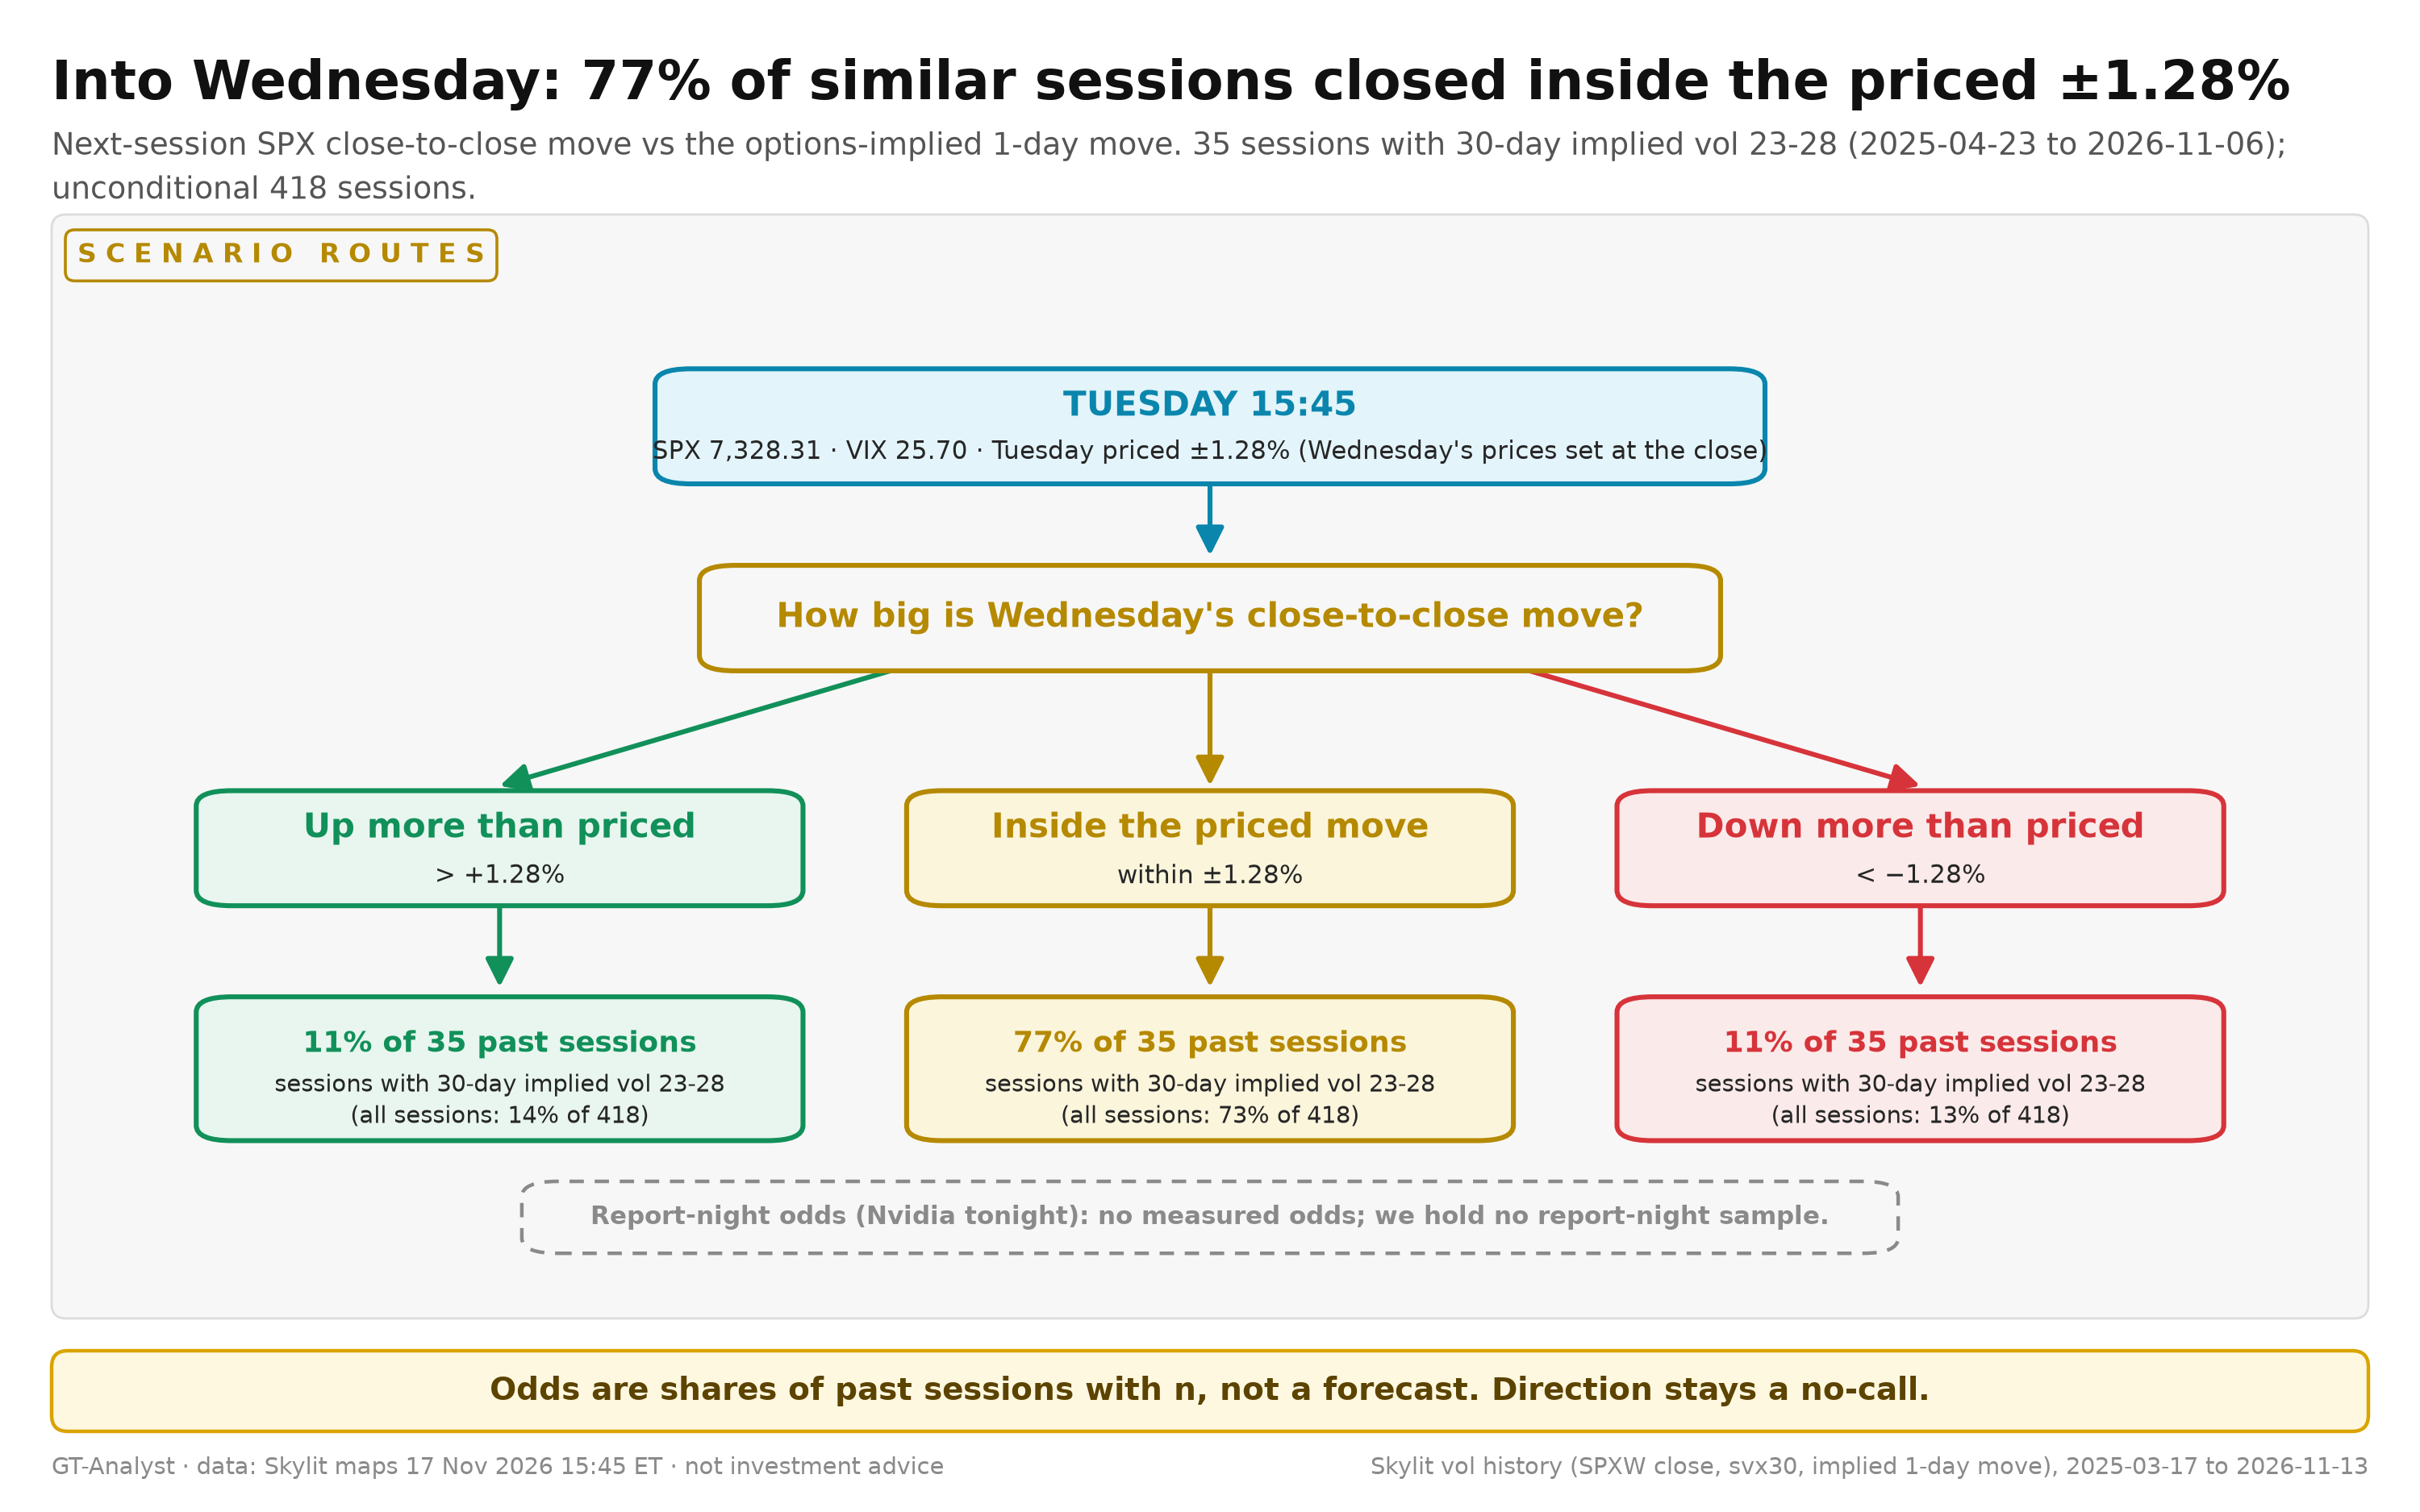 Into Wednesday: 77% of similar sessions closed inside the priced ±1.28%
Next-session SPX close-to-close move vs the options-implied 1-day move. 35 sessions with 30-day implied vol 23-28 (2025-04-23 to 2026-11-06);
unconditional 418 sessions.
SCENARIO ROUTES
TUESDAY 15:45
SPX 7,328.31 · VIX 25.70 · Tuesday priced ±1.28% (Wednesday's prices set at the close)
How big is Wednesday's close-to-close move?
Up more than priced
> +1.28%
Inside the priced move
within ±1.28%
Down more than priced
< −1.28%
11% of 35 past sessions
sessions with 30-day implied vol 23-28
(all sessions: 14% of 418)
77% of 35 past sessions
sessions with 30-day implied vol 23-28
(all sessions: 73% of 418)
11% of 35 past sessions
sessions with 30-day implied vol 23-28
(all sessions: 13% of 418)
Report-night odds (Nvidia tonight): no measured odds; we hold no report-night sample.
Odds are shares of past sessions with n, not a forecast. Direction stays a no-call.
GT-Analyst · data: Skylit maps 17 Nov 2026 15:45 ET · not investment advice
Skylit vol history (SPXW close, svx30, implied 1-day move), 2025-03-17 to 2026-11-13